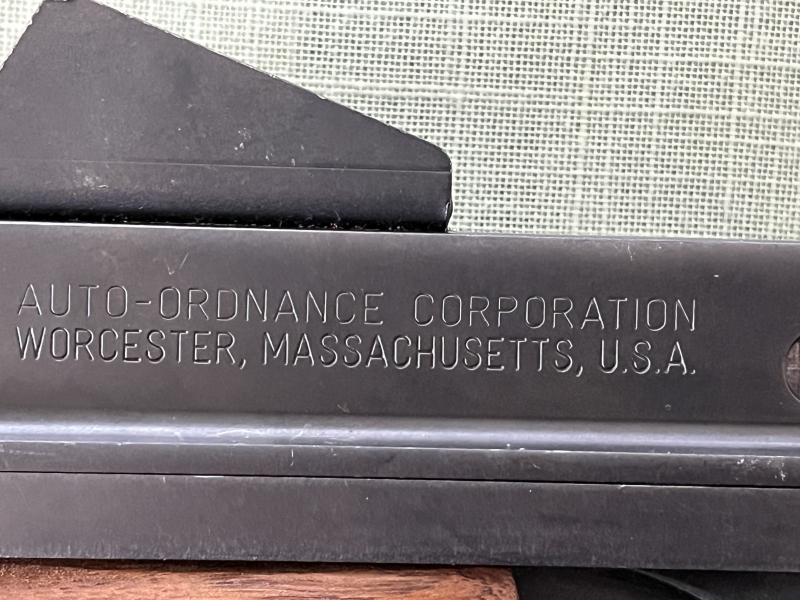 AUTO-ORDNANCE CORPORATION
WORCESTER, MASSACHUSETTS, U.S.A.